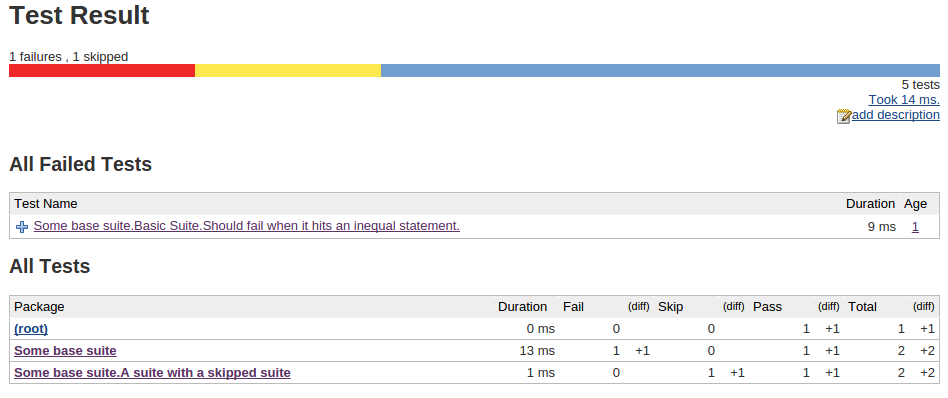 Test Result
1 failures , 1 skipped
5 tests
Took 14 ms.
add description
All Failed Tests
Test Name Duration Age
Some base suite.Basic Suite.Should fail when it hits an inequal statement. 9 ms 1
All Tests
Package Duration Fail (diff) Skip (diff) Pass (diff) Total (diff)
(root) 0 ms 0 0 1 +1 1 +1
Some base suite 13 ms 1 +1 0 1 +1 2 +2
Some base suite.A suite with a skipped suite 1 ms 0 1 +1 1 +1 2 +2